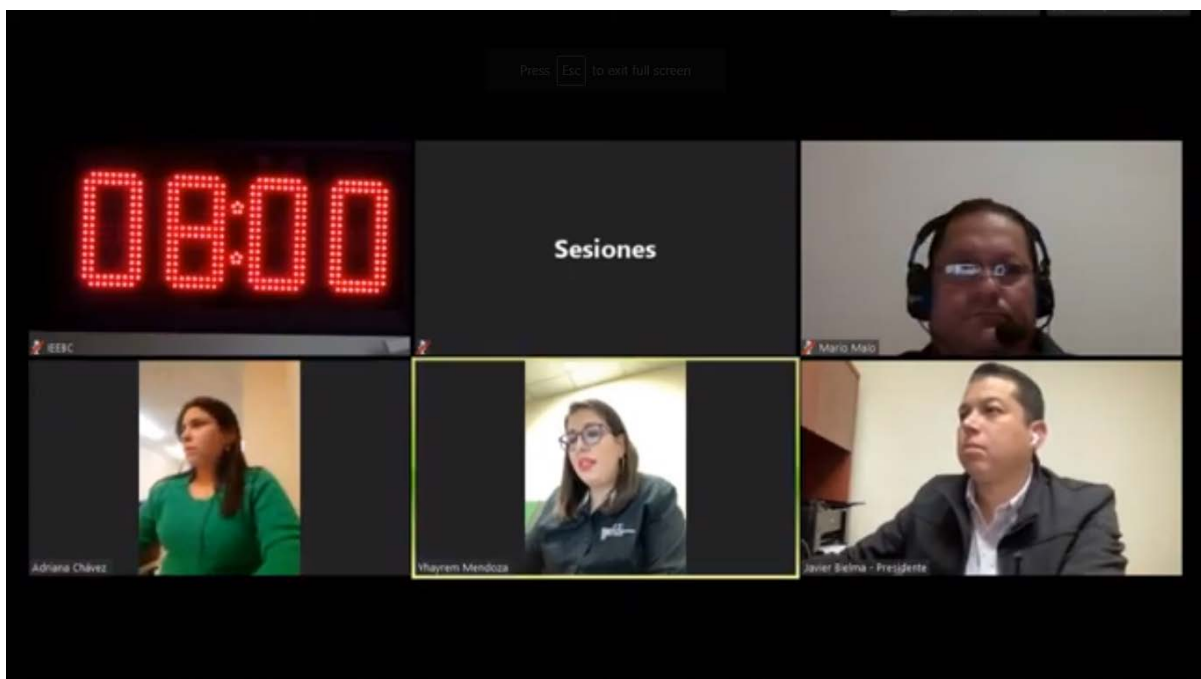 Press Esc to exit full screen
08:00
Sesiones
IEEBC
Mario Malo
Adriana Chávez
Yhayrem Mendoza
Javier Bielma - Presidente